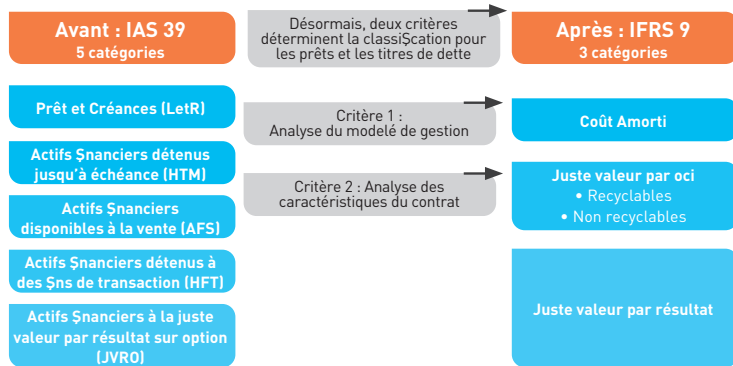 Avant : IAS 39
5 catégories
Désormais, deux critères
déterminent la classiȘcation pour
les prêts et les titres de dette
Après : IFRS 9
3 catégories
Prêt et Créances (LetR)
Critère 1 :
Analyse du modelé de gestion
Coût Amorti
Actifs Șnanciers détenus
jusqu'à échéance (HTM)
Critère 2 : Analyse des
caractéristiques du contrat
Juste valeur par oci
• Recyclables
• Non recyclables
Actifs Șnanciers
disponibles à la vente (AFS)
Actifs Șnanciers détenus à
des Șns de transaction (HFT)
Juste valeur par résultat
Actifs Șnanciers à la juste
valeur par résultat sur option
(JVRO)